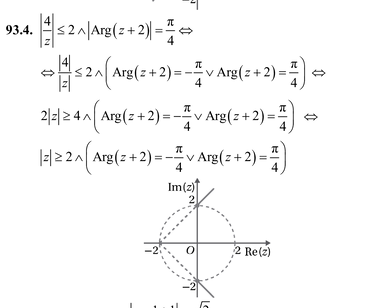 93.4. |4/z| ≤ 2 ∧ |Arg(z + 2)| = π/4 ⇔
⇔ |4|/|z| ≤ 2 ∧ (Arg(z + 2) = −π/4 ∨ Arg(z + 2) = π/4) ⇔
2|z| ≥ 4 ∧ (Arg(z + 2) = −π/4 ∨ Arg(z + 2) = π/4) ⇔
|z| ≥ 2 ∧ (Arg(z + 2) = −π/4 ∨ Arg(z + 2) = π/4)
Im(z)
2
−2 O 2 Re(z)
−2